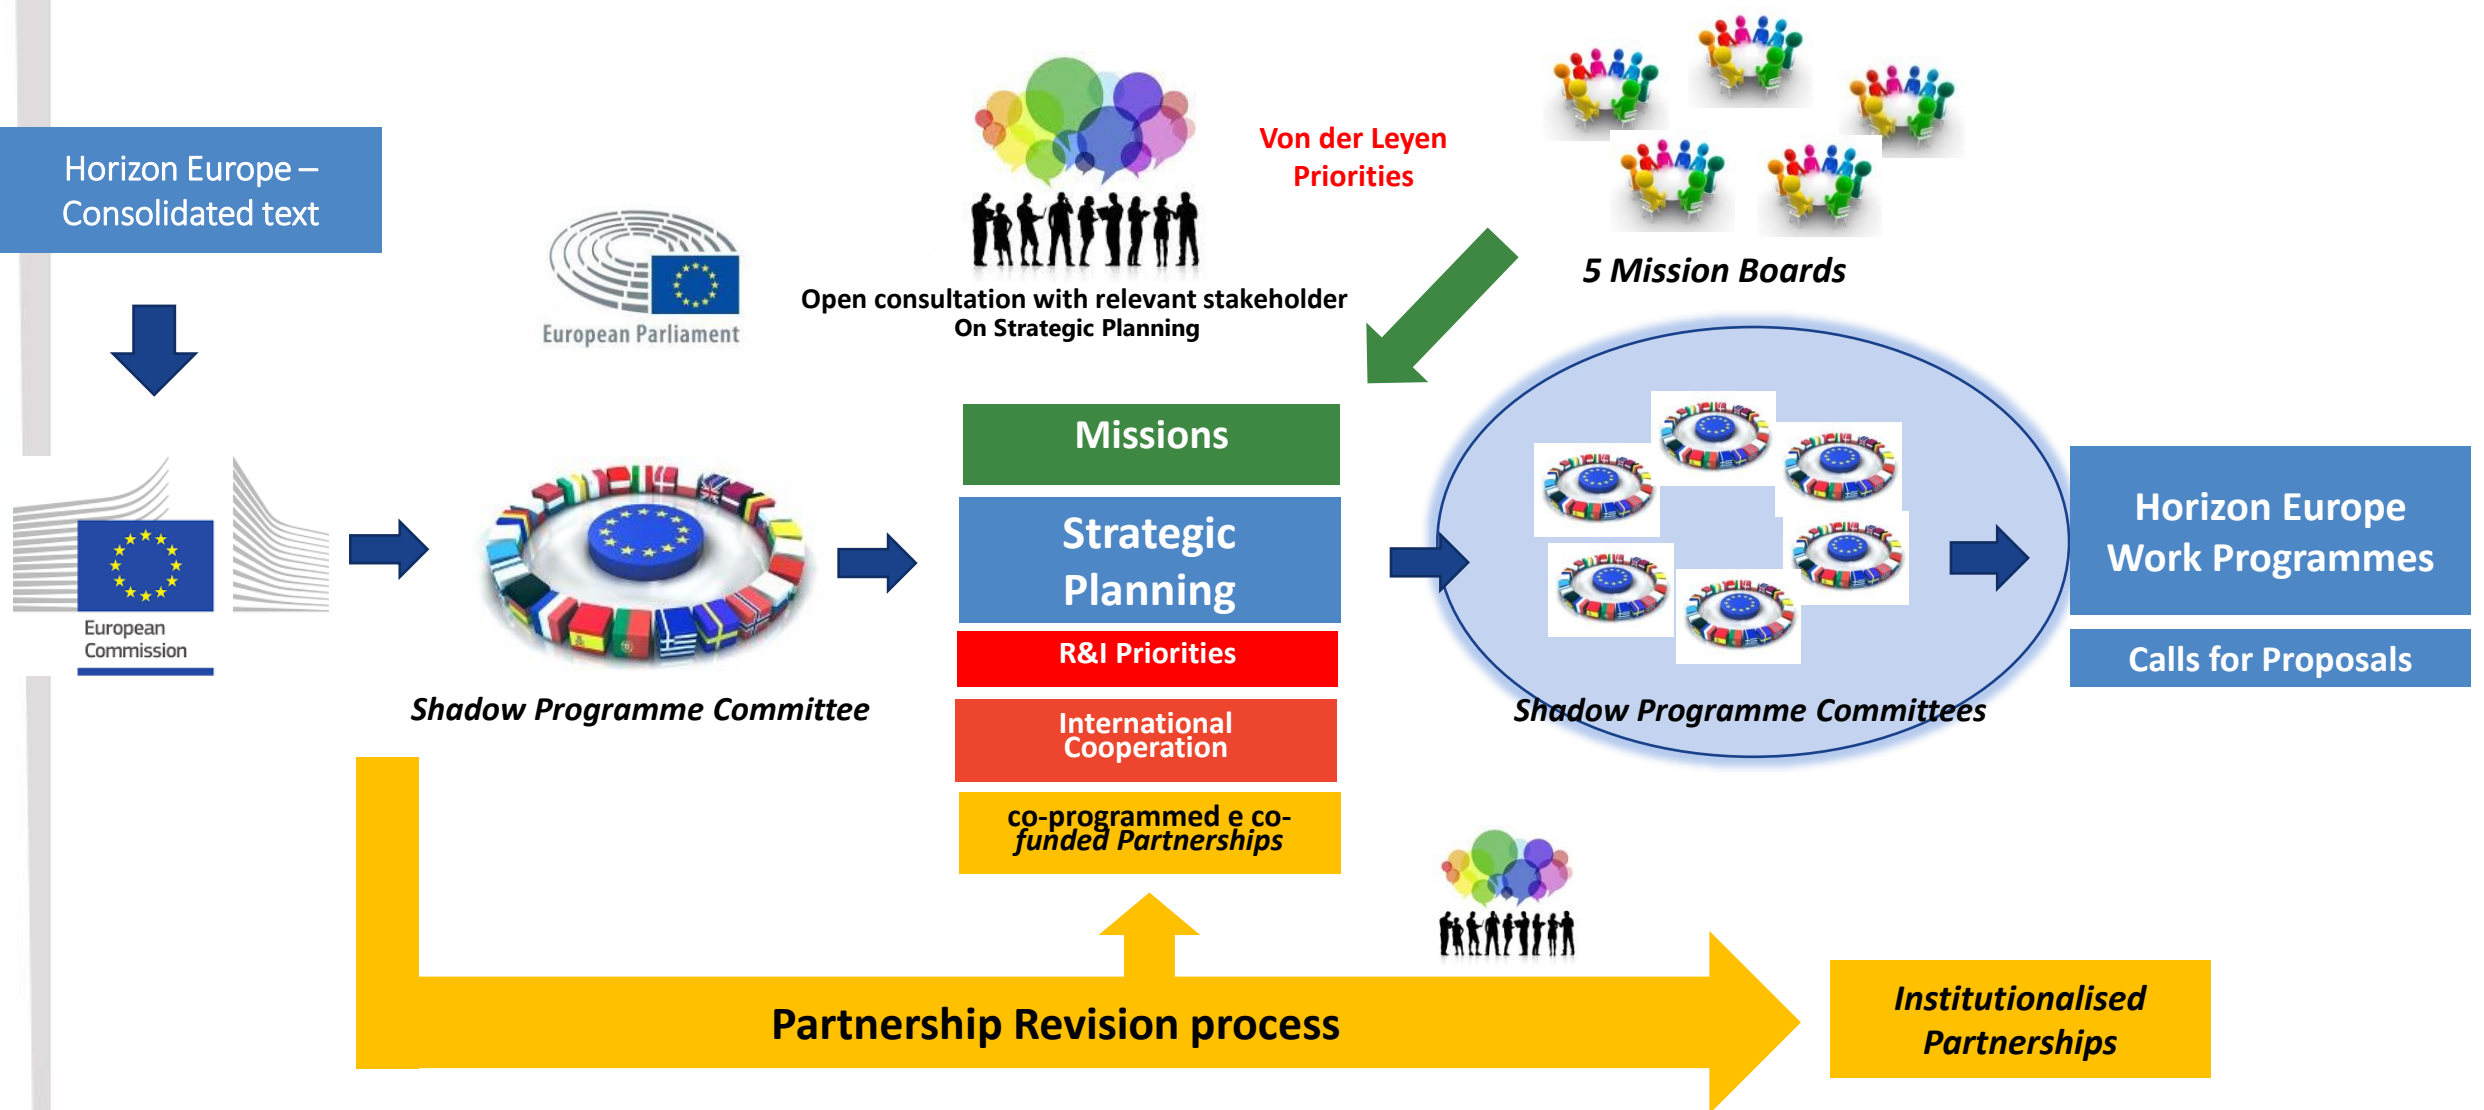 Horizon Europe –
Consolidated text
European Parliament
Open consultation with relevant stakeholder
On Strategic Planning
Von der Leyen
Priorities
5 Mission Boards
European
Commission
Shadow Programme Committee
Missions
Strategic
Planning
R&I Priorities
International
Cooperation
co-programmed e co-
funded Partnerships
Shadow Programme Committees
Horizon Europe
Work Programmes
Calls for Proposals
Partnership Revision process
Institutionalised
Partnerships